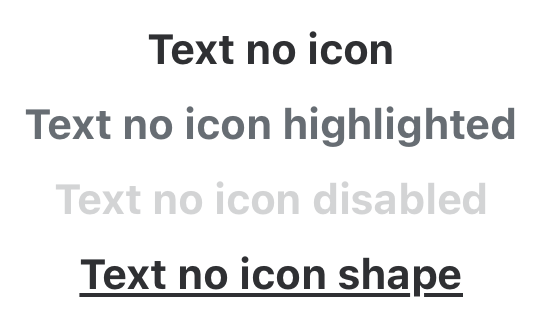 Text no icon
Text no icon highlighted
Text no icon disabled
Text no icon shape